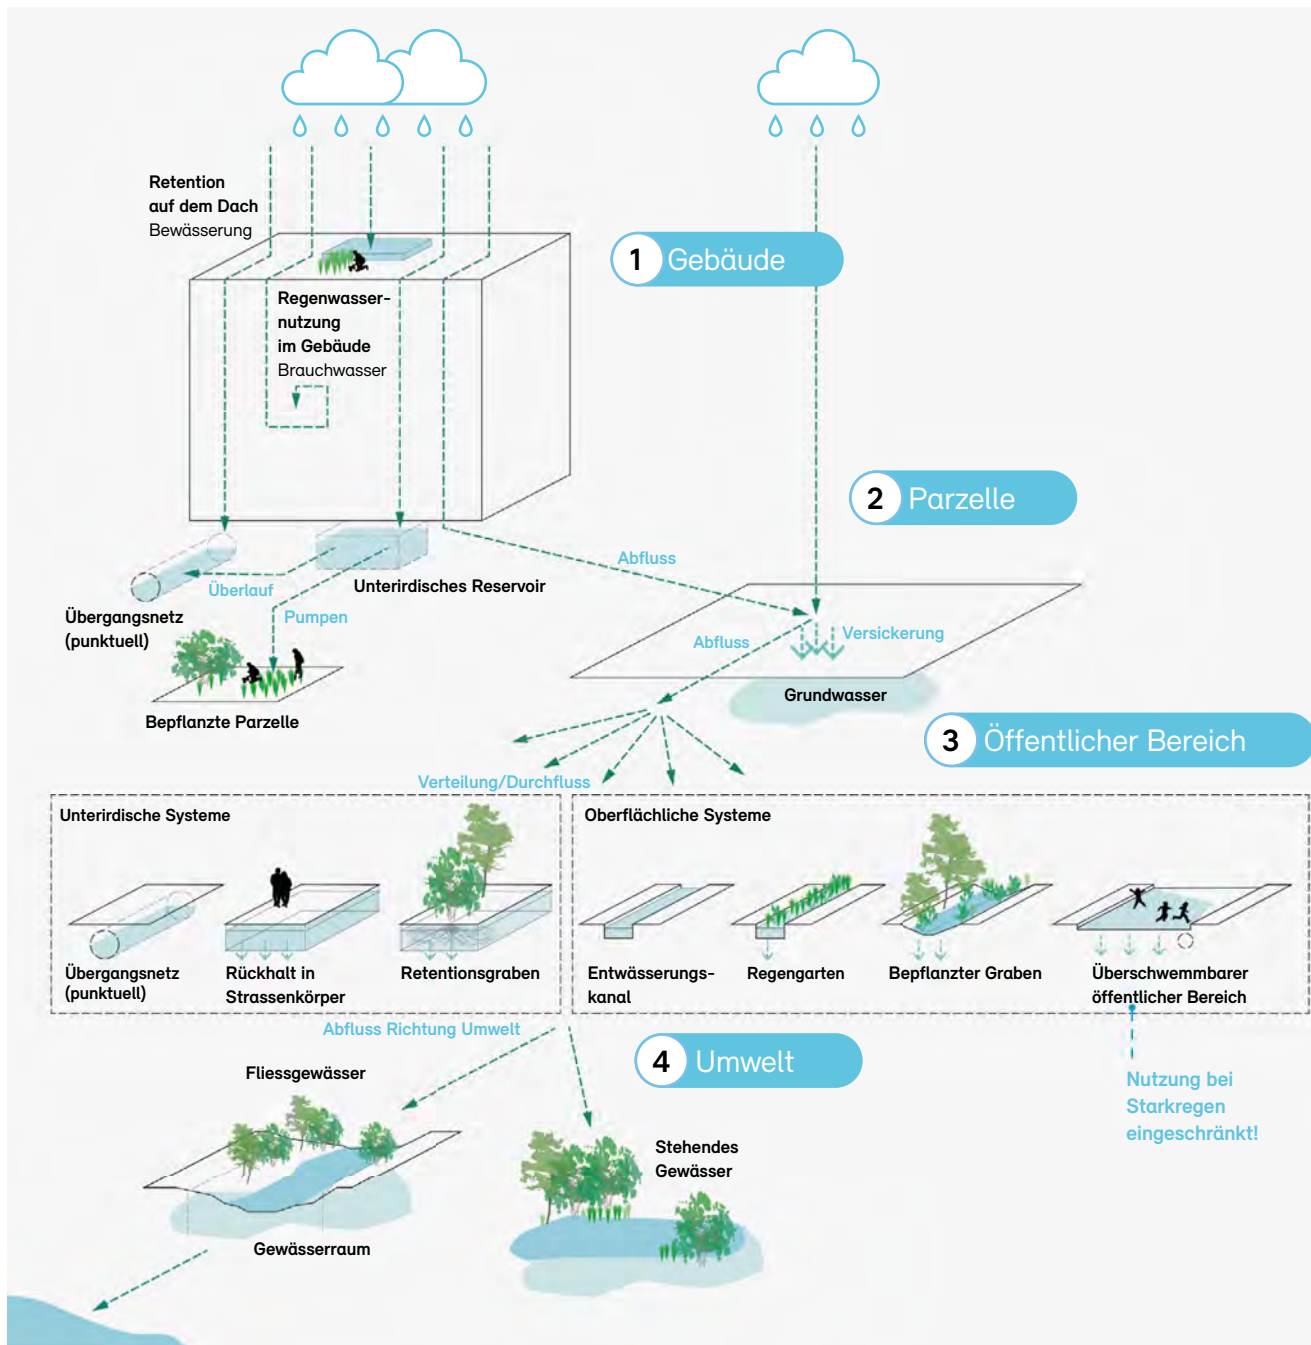 Retention
auf dem Dach
Bewässerung
1 Gebäude
Regenwasser-
nutzung
im Gebäude
Brauchwasser
2 Parzelle
Abfluss
Unterirdisches Reservoir
Überlauf
Übergangsnetz
(punktuell)
Pumpen
Abfluss
Versickerung
Grundwasser
Bepflanzte Parzelle
3 Öffentlicher Bereich
Verteilung/Durchfluss
Unterirdische Systeme
Übergangsnetz
(punktuell)
Rückhalt in
Strassenkörper
Retentionsgraben
Oberflächliche Systeme
Entwässerungs-
kanal
Regengarten
Bepflanzter Graben
Überschwemmbarer
öffentlicher Bereich
Abfluss Richtung Umwelt
4 Umwelt
Nutzung bei
Starkregen
eingeschränkt!
Fliessgewässer
Stehendes
Gewässer
Gewässerraum